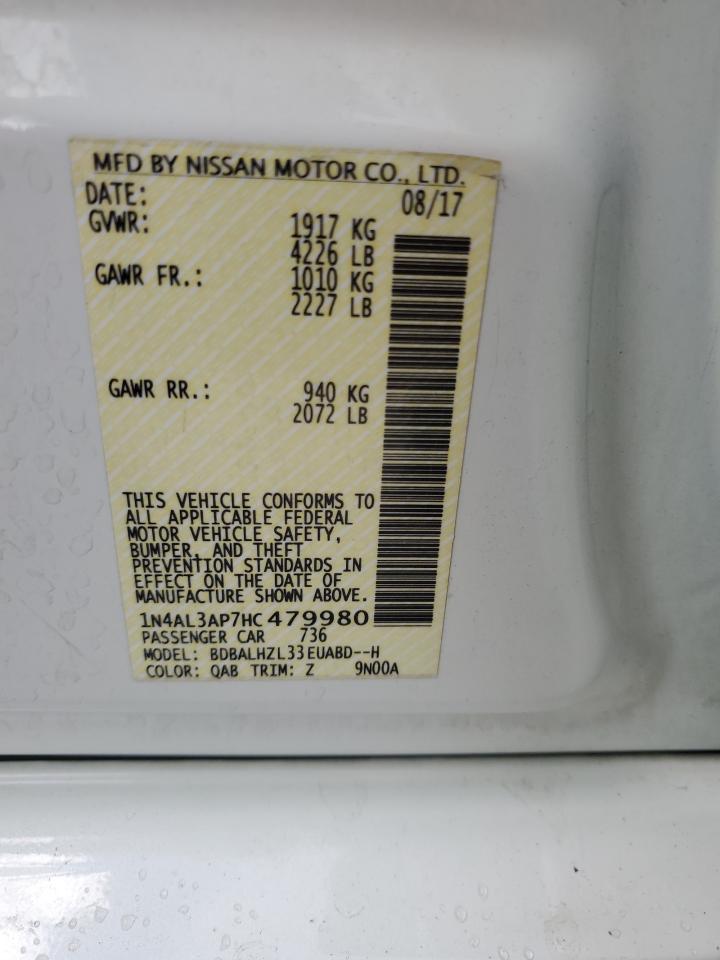 MFD BY NISSAN MOTOR CO., LTD.
DATE: 08/17
GVWR: 1917 KG
4226 LB
GAWR FR.: 1010 KG
2227 LB
GAWR RR.: 940 KG
2072 LB
THIS VEHICLE CONFORMS TO
ALL APPLICABLE FEDERAL
MOTOR VEHICLE SAFETY,
BUMPER, AND THEFT
PREVENTION STANDARDS IN
EFFECT ON THE DATE OF
MANUFACTURE SHOWN ABOVE.
1N4AL3AP7HC479980
PASSENGER CAR 736
MODEL: BDBALHZL33EUABD--H
COLOR: QAB TRIM: Z 9N00A